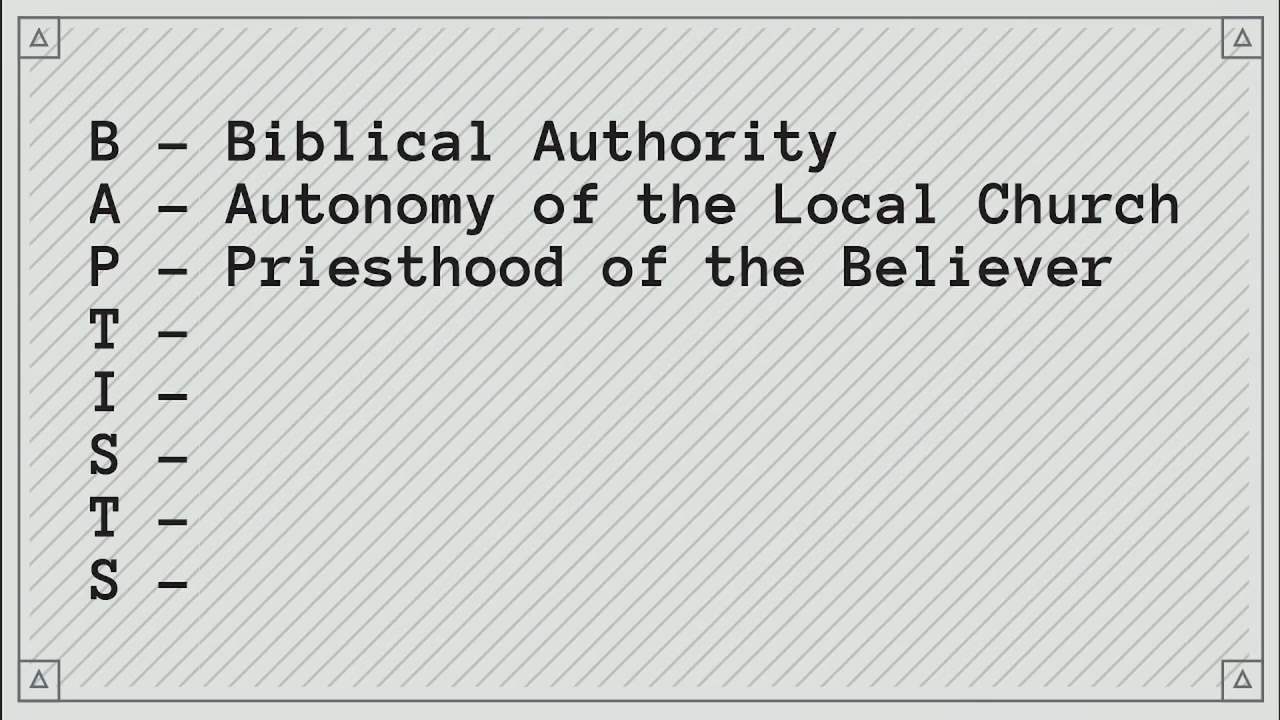 B – Biblical Authority
A – Autonomy of the Local Church
P – Priesthood of the Believer
T –
I –
S –
T –
S –